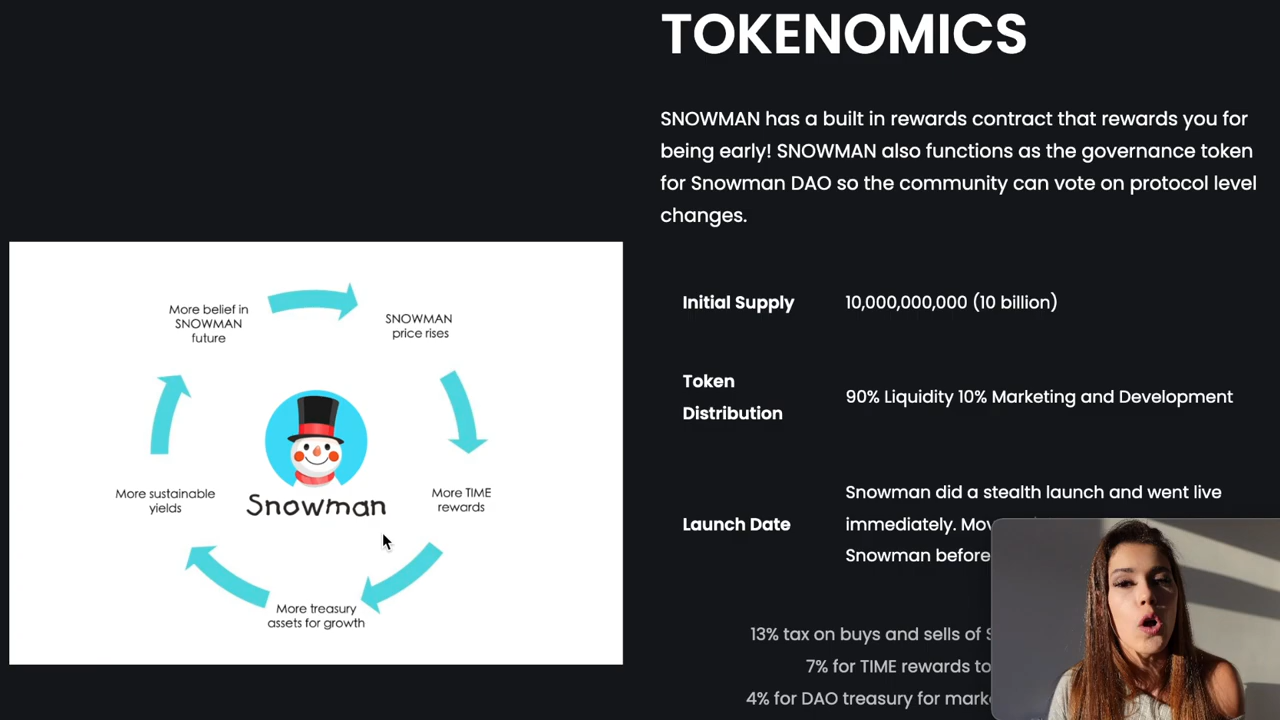 TOKENOMICS
SNOWMAN has a built in rewards contract that rewards you for
being early! SNOWMAN also functions as the governance token
for Snowman DAO so the community can vote on protocol level
changes.
Initial Supply
10,000,000,000 (10 billion)
Token
Distribution
90% Liquidity 10% Marketing and Development
Launch Date
Snowman did a stealth launch and went live
immediately.
Snowman before
13% tax on buys and sells of
7% for TIME rewards to
4% for DAO treasury for
More belief in
SNOWMAN
future
SNOWMAN
price rises
More TIME
rewards
More treasury
assets for growth
More sustainable
yields
Snowman